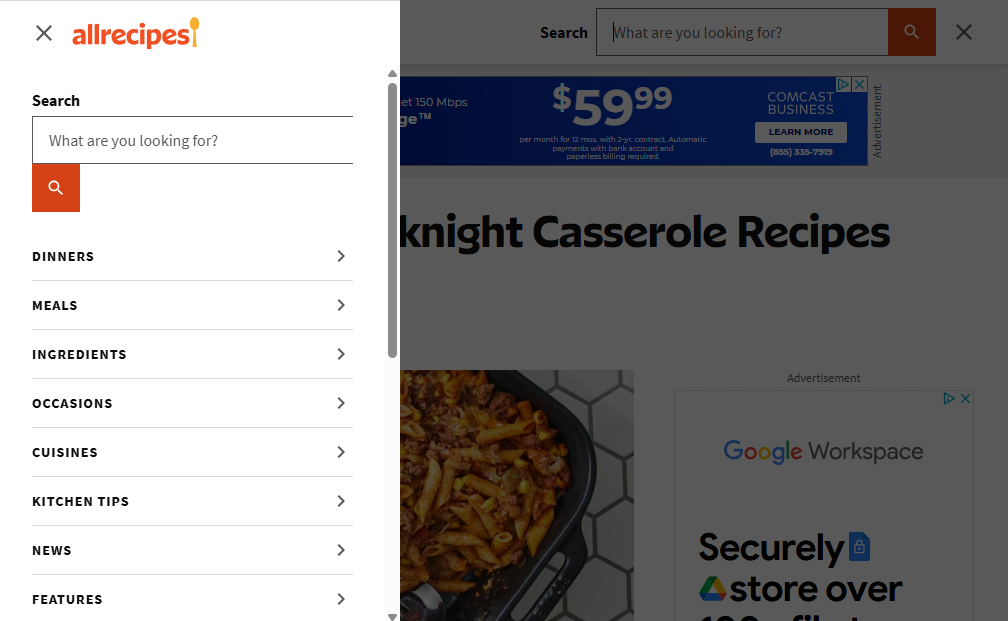 allrecipes
Search
What are you looking for?
DINNERS
MEALS
INGREDIENTS
OCCASIONS
CUISINES
KITCHEN TIPS
NEWS
FEATURES
Search
What are you looking for?
et 150 Mbps
ge™
$59⁹⁹
per month for 12 mos. with 2-yr. contract. Automatic
payments with bank account and
paperless billing required.
COMCAST
BUSINESS
LEARN MORE
(855) 335-7919
Advertisement
knight Casserole Recipes
Advertisement
Google Workspace
Securely
store over